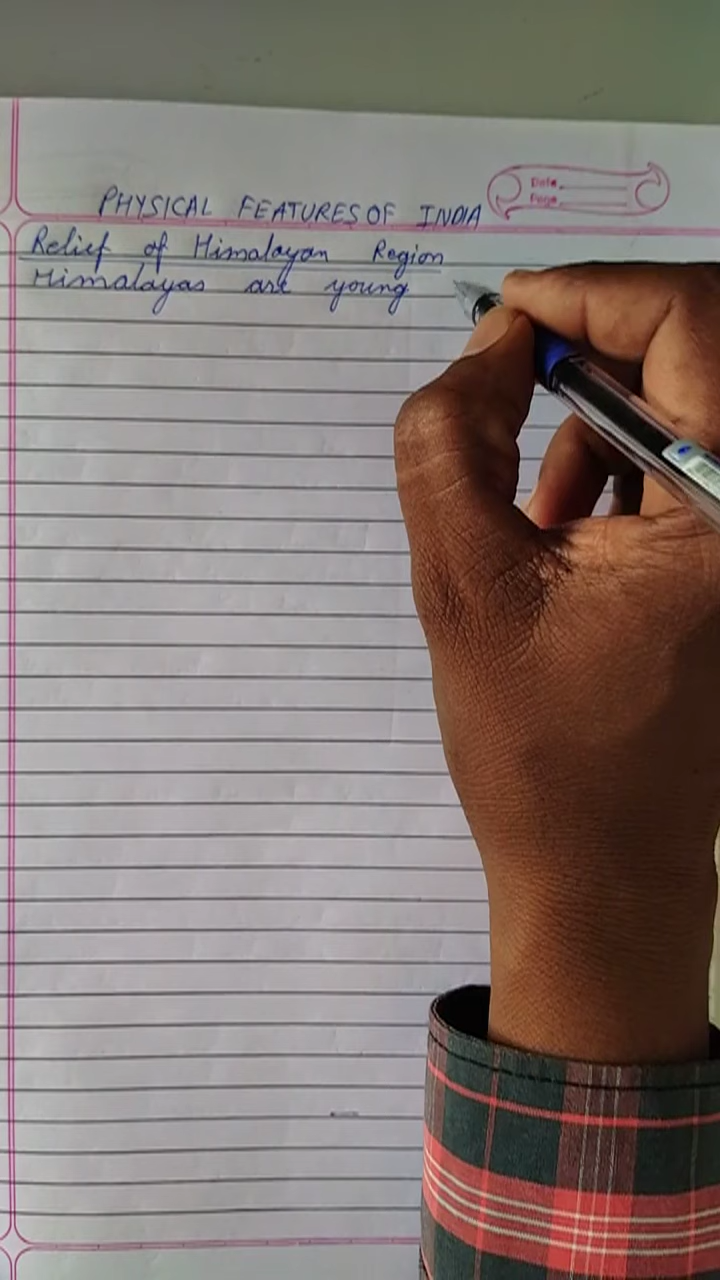 Date
Page
PHYSICAL FEATURES OF INDIA
Relief of Himalayan Region
Himalayas are young